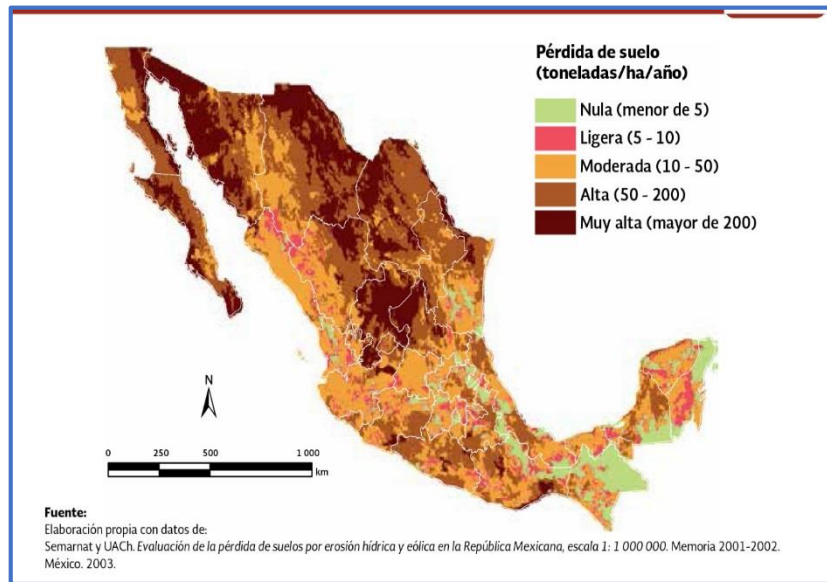 Pérdida de suelo
(toneladas/ha/año)
Nula (menor de 5)
Ligera (5 - 10)
Moderada (10 - 50)
Alta (50 - 200)
Muy alta (mayor de 200)
N
0 250 500 1 000
km
Fuente:
Elaboración propia con datos de:
Semarnat y UACh. Evaluación de la pérdida de suelos por erosión hídrica y eólica en la República Mexicana, escala 1: 1 000 000. Memoria 2001-2002.
México. 2003.